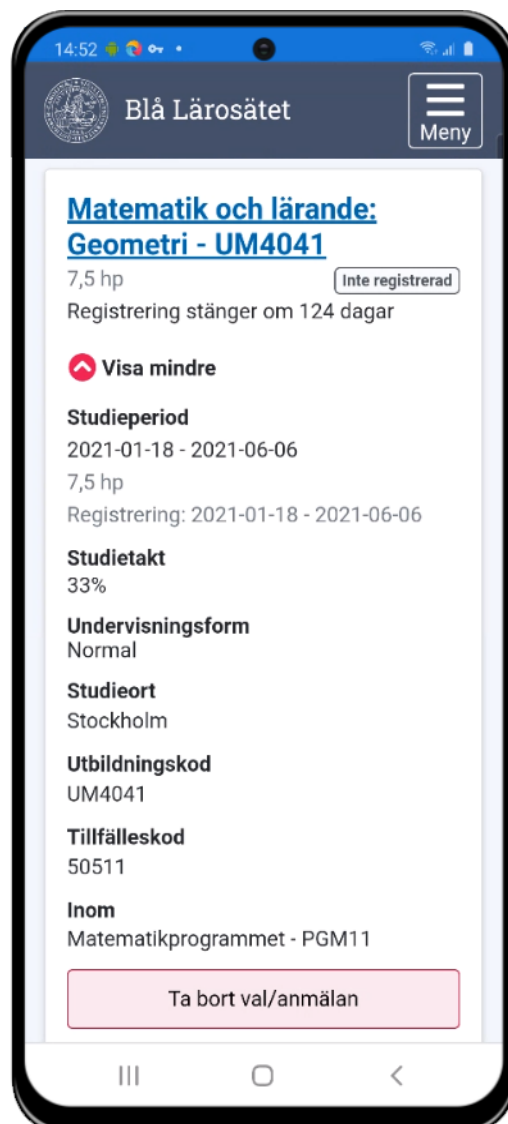 14:52
Blå Lärosätet
Meny
Matematik och lärande:
Geometri - UM4041
7,5 hp
Inte registrerad
Registrering stänger om 124 dagar
Visa mindre
Studieperiod
2021-01-18 - 2021-06-06
7,5 hp
Registrering: 2021-01-18 - 2021-06-06
Studietakt
33%
Undervisningsform
Normal
Studieort
Stockholm
Utbildningskod
UM4041
Tillfälleskod
50511
Inom
Matematikprogrammet - PGM11
Ta bort val/anmälan